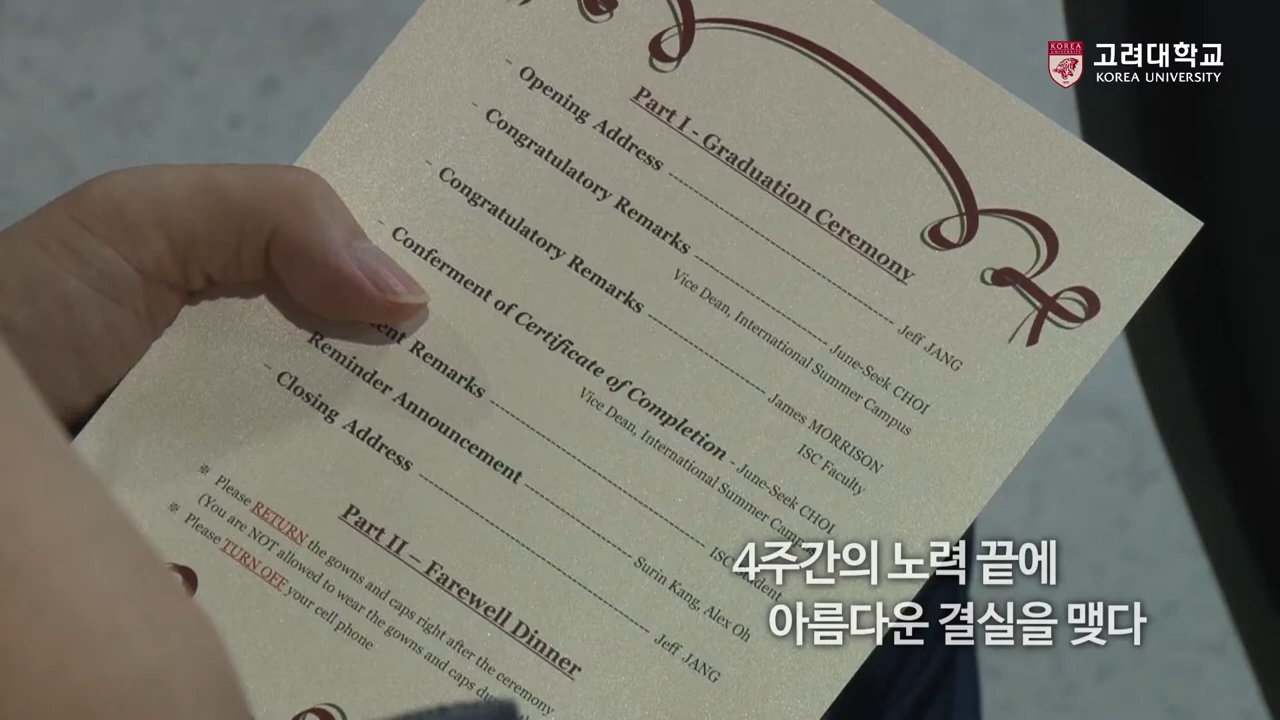 KOREA
UNIVERSITY
고려대학교
KOREA UNIVERSITY
Part I - Graduation Ceremony
- Opening Address ---------- Jeff JANG
- Congratulatory Remarks ---------- June-Seek CHOI
Vice Dean, International Summer Campus
- Congratulatory Remarks ---------- James MORRISON
ISC Faculty
- Conferment of Certificate of Completion - June-Seek CHOI
Vice Dean, International Summer Campus
Remarks ---------- ISC Student
Reminder Announcement ---------- Surin Kang, Alex Oh
- Closing Address ---------- Jeff JANG
Part II – Farewell Dinner
※ Please RETURN the gowns and caps right after the ceremony
(You are NOT allowed to wear the gowns and caps
※ Please TURN OFF your cell phone
4주간의 노력 끝에
아름다운 결실을 맺다